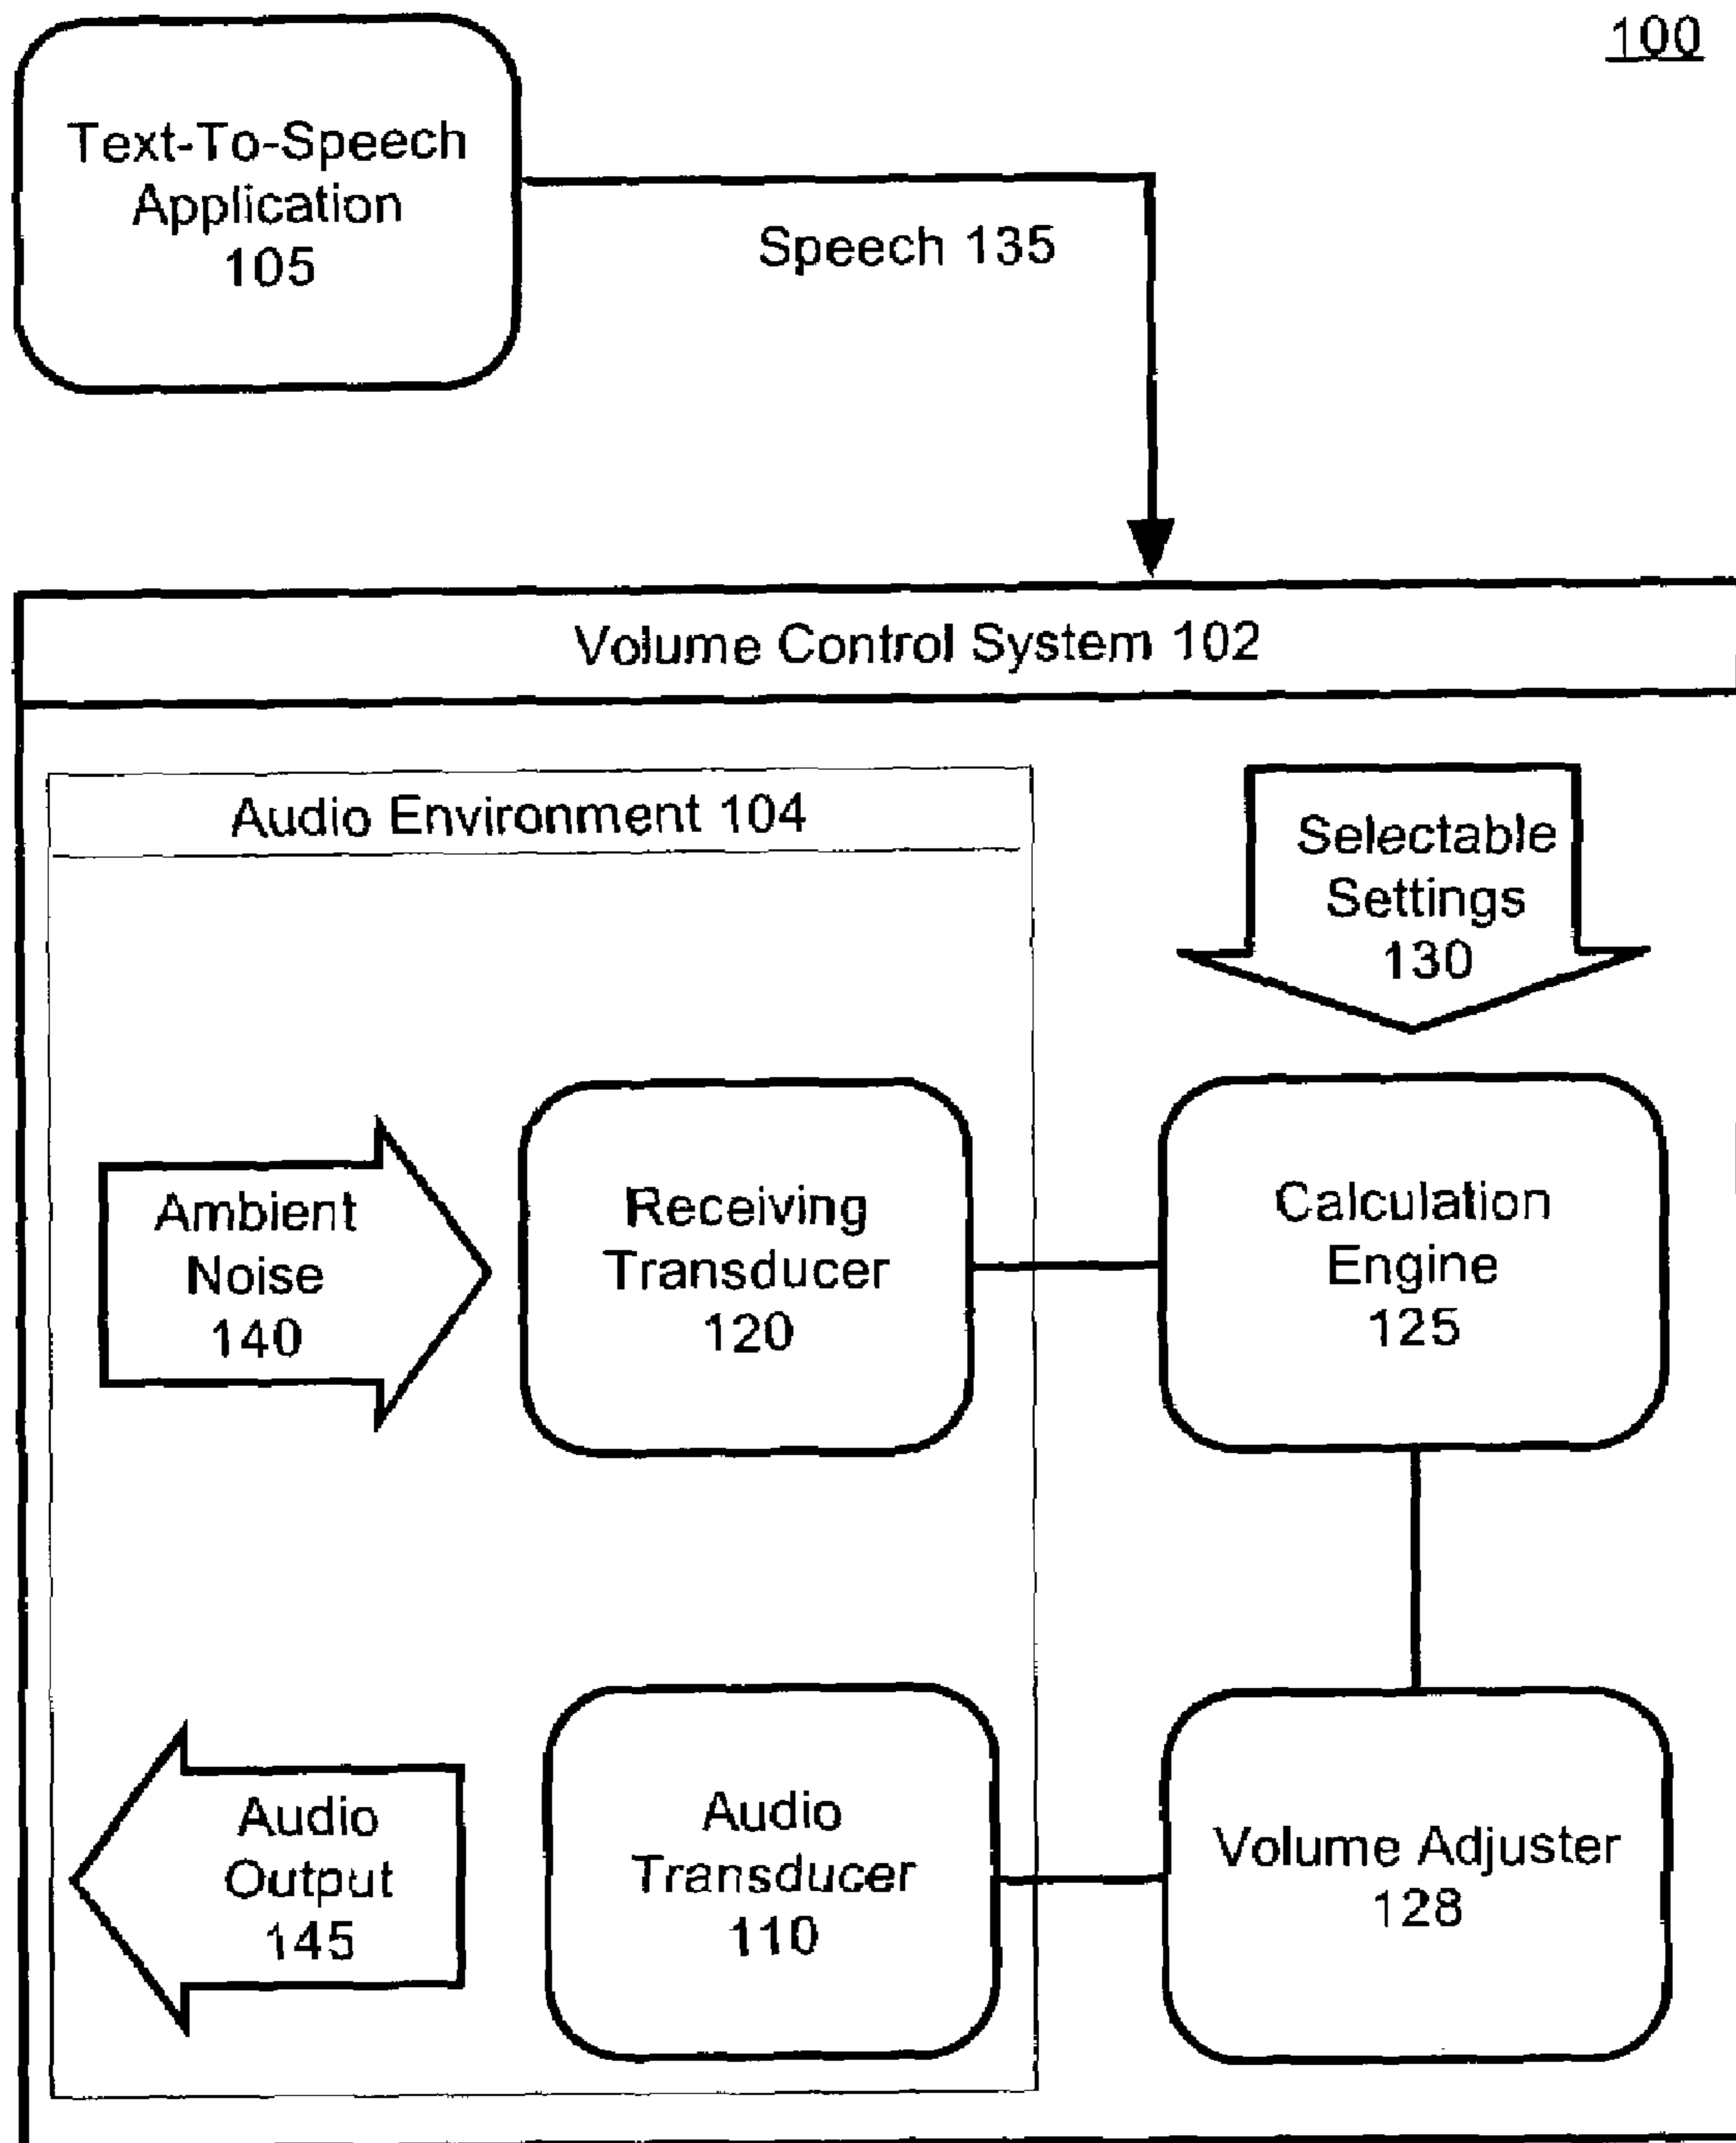 100
Text-To-Speech
Application
105
Speech 135
Volume Control System 102
Audio Environment 104
Selectable
Settings
130
Ambient
Noise
140
Receiving
Transducer
120
Calculation
Engine
125
Audio
Output
145
Audio
Transducer
110
Volume Adjuster
128